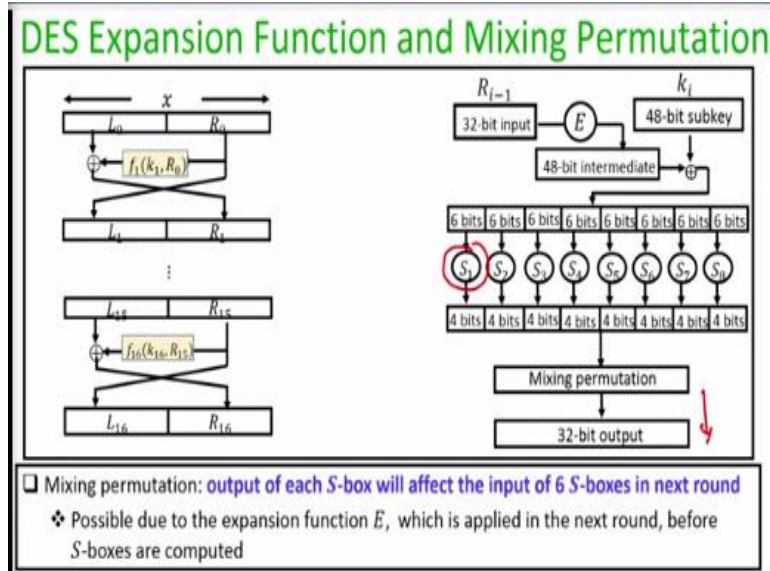 DES Expansion Function and Mixing Permutation
x
L₀ R₀
f₁(k₁, R₀)
L₁ R₁
⋮
L₁₅ R₁₅
f₁₆(k₁₆, R₁₅)
L₁₆ R₁₆
Rᵢ₋₁ kᵢ
32-bit input E 48-bit subkey
48-bit intermediate ⊕
6 bits 6 bits 6 bits 6 bits 6 bits 6 bits 6 bits 6 bits
S₁ S₂ S₃ S₄ S₅ S₆ S₇ S₈
4 bits 4 bits 4 bits 4 bits 4 bits 4 bits 4 bits 4 bits
Mixing permutation
32-bit output
❑ Mixing permutation: output of each S-box will affect the input of 6 S-boxes in next round
❖ Possible due to the expansion function E, which is applied in the next round, before
S-boxes are computed